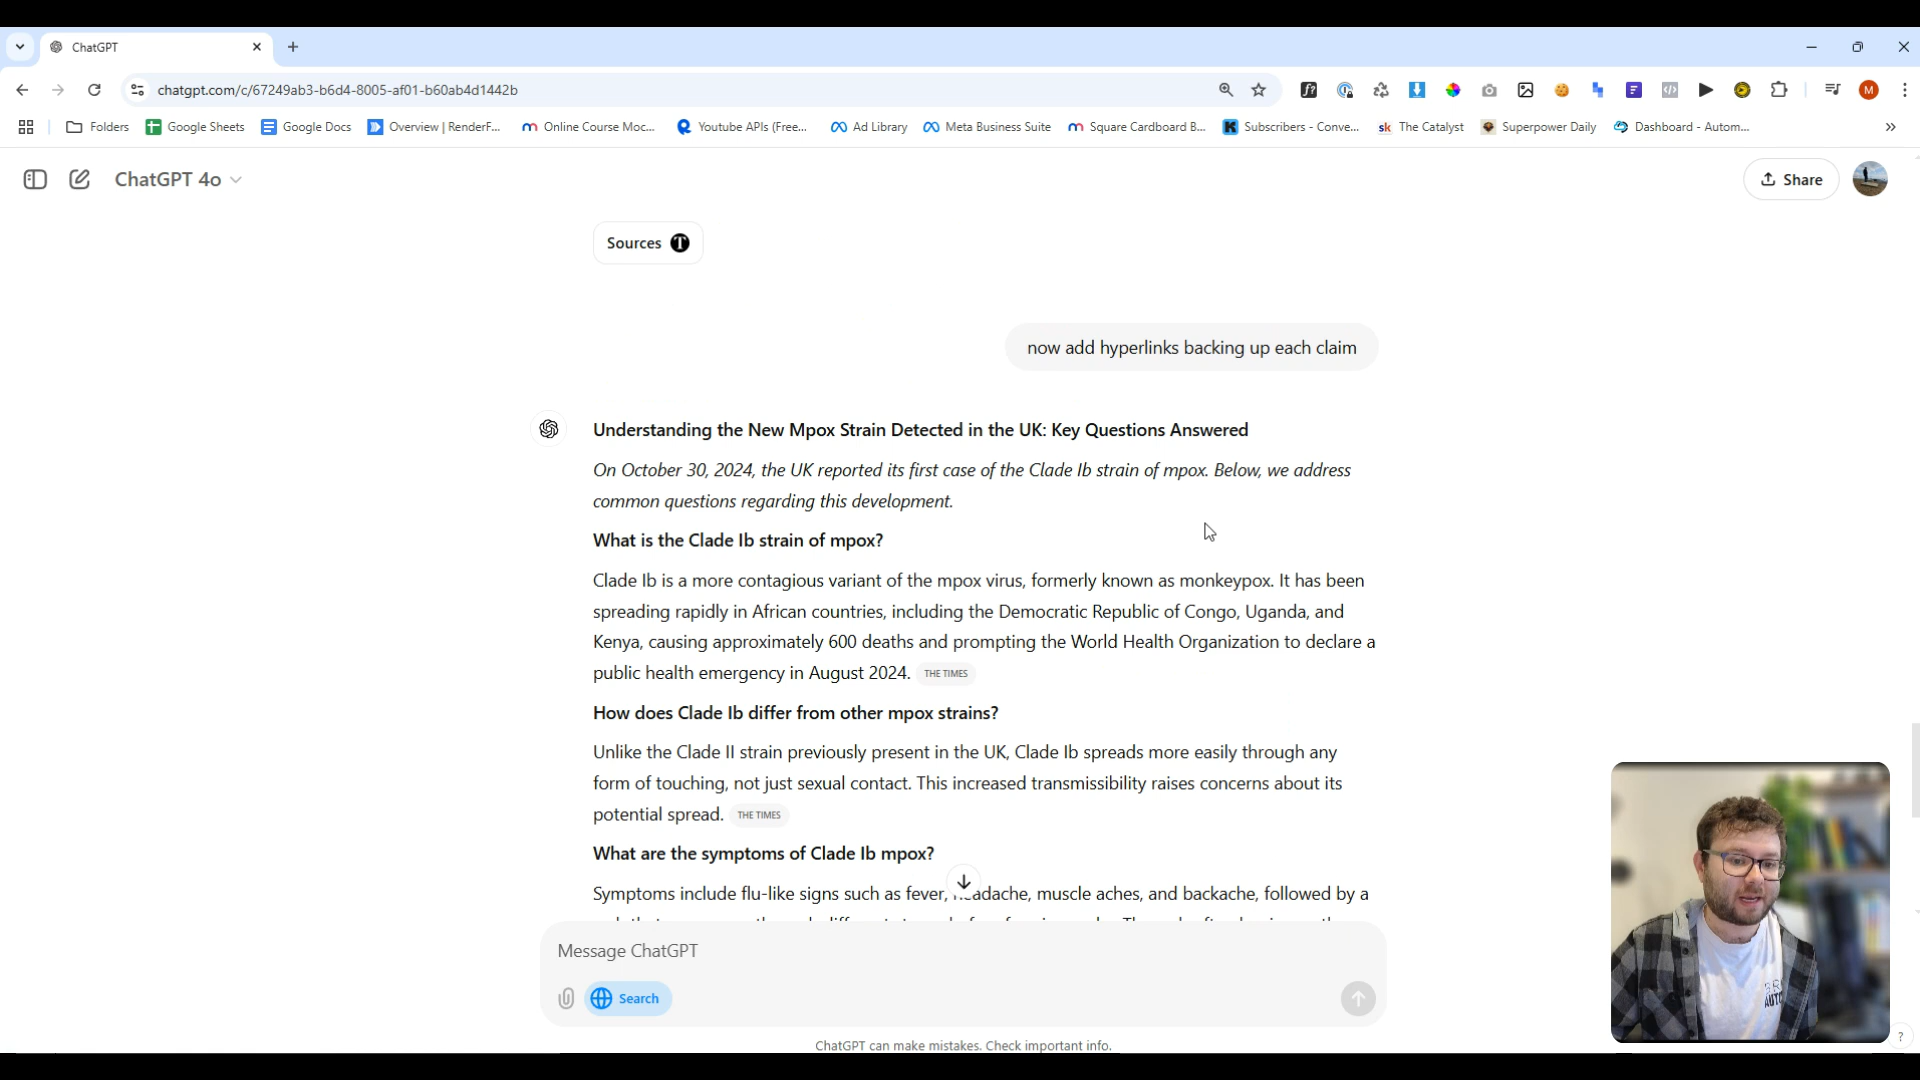 ChatGPT
chatgpt.com/c/67249ab3-b6d4-8005-af01-b60ab4d1442b
f?
M
Folders
Google Sheets
Google Docs
Overview | RenderF...
Online Course Moc...
Youtube APIs (Free...
Ad Library
Meta Business Suite
Square Cardboard B...
Subscribers - Conve...
sk The Catalyst
Superpower Daily
Dashboard - Autom...
ChatGPT 4o
Share
Sources T
now add hyperlinks backing up each claim
Understanding the New Mpox Strain Detected in the UK: Key Questions Answered
On October 30, 2024, the UK reported its first case of the Clade Ib strain of mpox. Below, we address
common questions regarding this development.
What is the Clade Ib strain of mpox?
Clade Ib is a more contagious variant of the mpox virus, formerly known as monkeypox. It has been
spreading rapidly in African countries, including the Democratic Republic of Congo, Uganda, and
Kenya, causing approximately 600 deaths and prompting the World Health Organization to declare a
public health emergency in August 2024. THE TIMES
How does Clade Ib differ from other mpox strains?
Unlike the Clade II strain previously present in the UK, Clade Ib spreads more easily through any
form of touching, not just sexual contact. This increased transmissibility raises concerns about its
potential spread. THE TIMES
What are the symptoms of Clade Ib mpox?
Symptoms include flu-like signs such as fever, headache, muscle aches, and backache, followed by a
Message ChatGPT
Search
ChatGPT can make mistakes. Check important info.
?